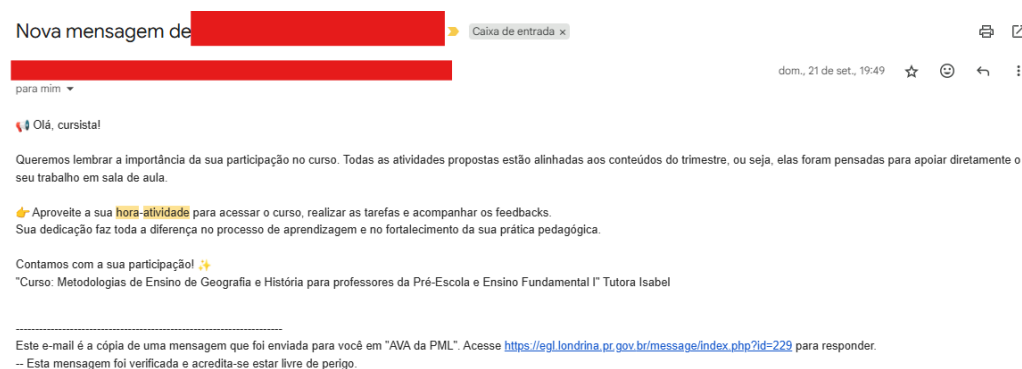 Nova mensagem de
Caixa de entrada ×
dom., 21 de set., 19:49
para mim
📢 Olá, cursista!
Queremos lembrar a importância da sua participação no curso. Todas as atividades propostas estão alinhadas aos conteúdos do trimestre, ou seja, elas foram pensadas para apoiar diretamente o
seu trabalho em sala de aula.
👉 Aproveite a sua hora-atividade para acessar o curso, realizar as tarefas e acompanhar os feedbacks.
Sua dedicação faz toda a diferença no processo de aprendizagem e no fortalecimento da sua prática pedagógica.
Contamos com a sua participação! ✨
"Curso: Metodologias de Ensino de Geografia e História para professores da Pré-Escola e Ensino Fundamental I" Tutora Isabel
---------------------------------------------------------------------
Este e-mail é a cópia de uma mensagem que foi enviada para você em "AVA da PML". Acesse https://egl.londrina.pr.gov.br/message/index.php?id=229 para responder.
-- Esta mensagem foi verificada e acredita-se estar livre de perigo.